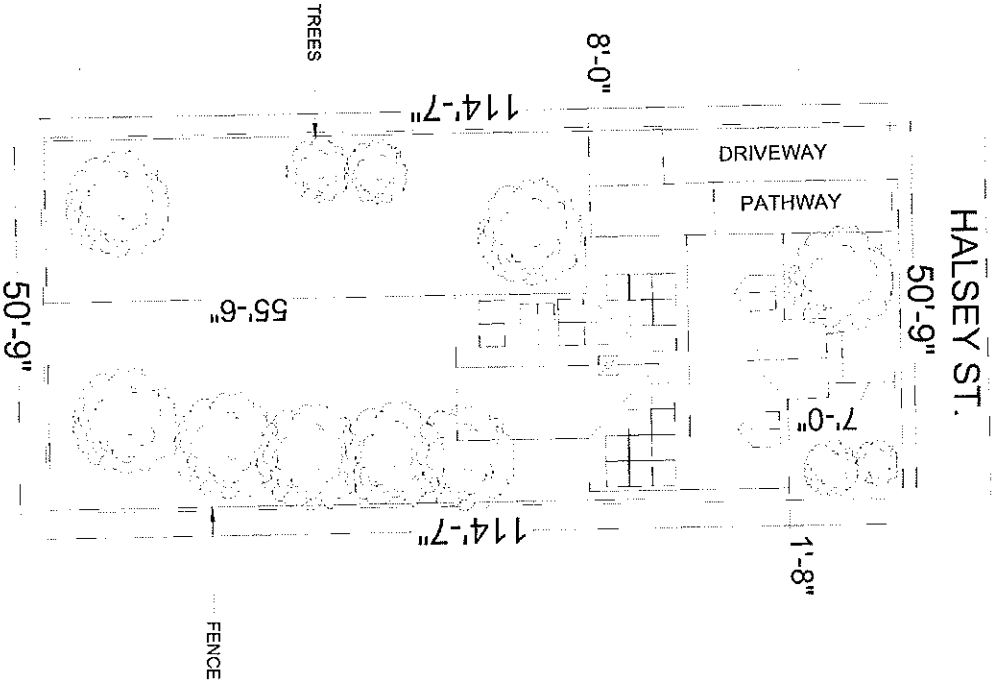 TREES
8'-0"
114'-7"
DRIVEWAY
PATHWAY
HALSEY ST.
50'-9"
50'-9"
55'-6"
7'-0"
114'-7"
1'-8"
FENCE